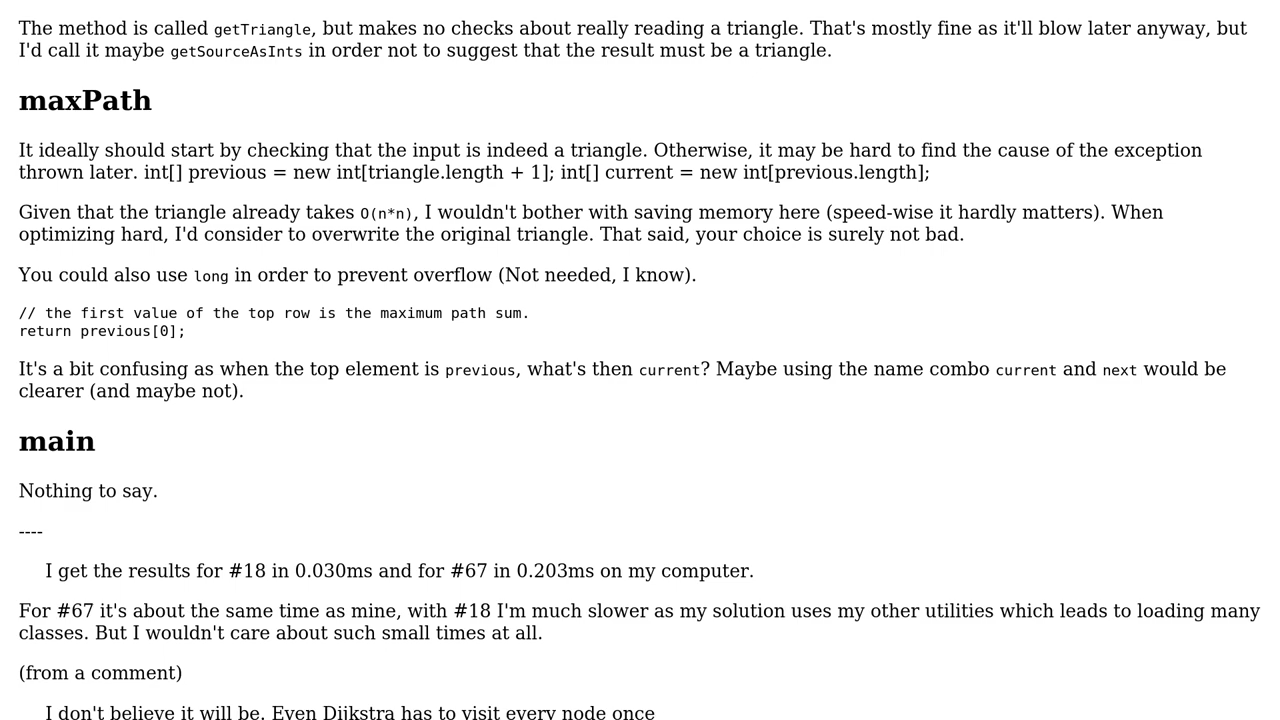 The method is called getTriangle, but makes no checks about really reading a triangle. That's mostly fine as it'll blow later anyway, but
I'd call it maybe getSourceAsInts in order not to suggest that the result must be a triangle.
maxPath
It ideally should start by checking that the input is indeed a triangle. Otherwise, it may be hard to find the cause of the exception
thrown later. int[] previous = new int[triangle.length + 1]; int[] current = new int[previous.length];
Given that the triangle already takes O(n*n), I wouldn't bother with saving memory here (speed-wise it hardly matters). When
optimizing hard, I'd consider to overwrite the original triangle. That said, your choice is surely not bad.
You could also use long in order to prevent overflow (Not needed, I know).
// the first value of the top row is the maximum path sum.
return previous[0];
It's a bit confusing as when the top element is previous, what's then current? Maybe using the name combo current and next would be
clearer (and maybe not).
main
Nothing to say.
----
I get the results for #18 in 0.030ms and for #67 in 0.203ms on my computer.
For #67 it's about the same time as mine, with #18 I'm much slower as my solution uses my other utilities which leads to loading many
classes. But I wouldn't care about such small times at all.
(from a comment)
I don't believe it will be. Even Dijkstra has to visit every node once